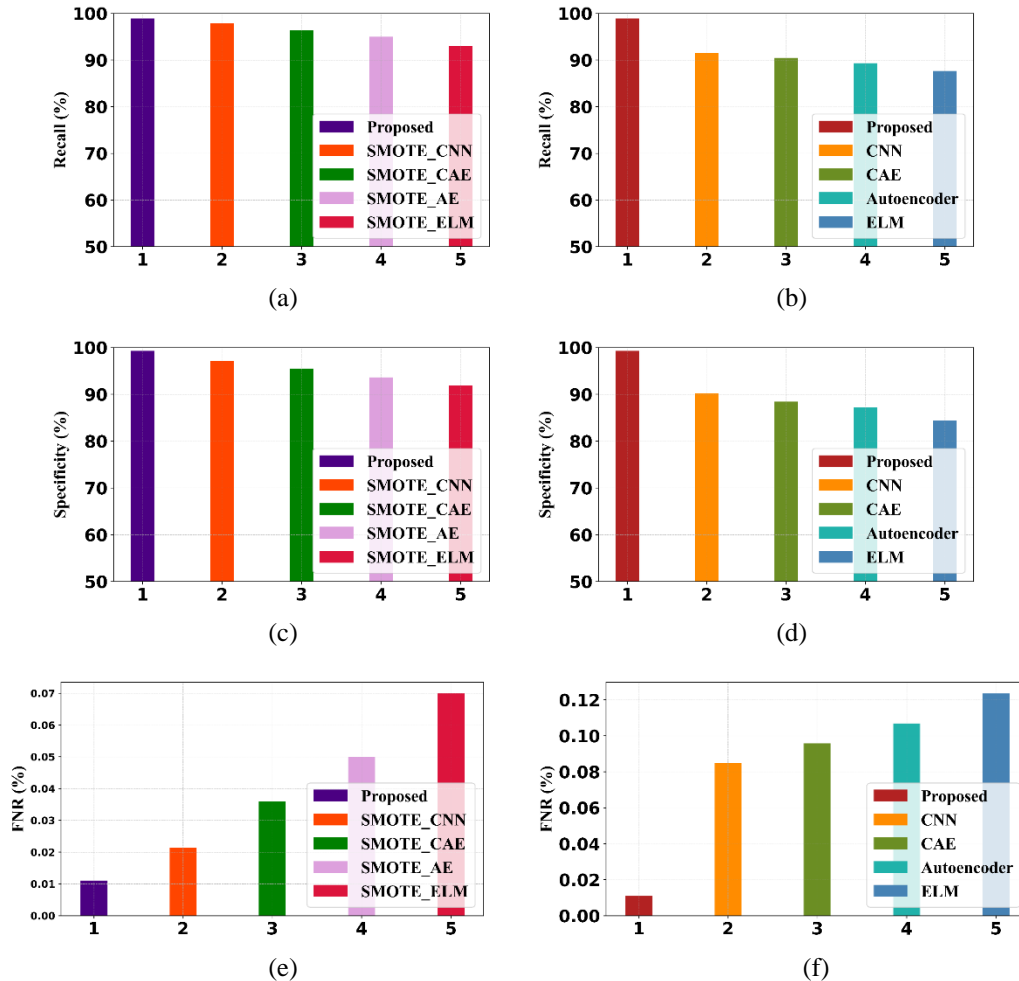 100
90
80
70
60
50
Recall (%)
Proposed
SMOTE_CNN
SMOTE_CAE
SMOTE_AE
SMOTE_ELM
1 2 3 4 5
(a)
100
90
80
70
60
50
Recall (%)
Proposed
CNN
CAE
Autoencoder
ELM
1 2 3 4 5
(b)
100
90
80
70
60
50
Specificity (%)
Proposed
SMOTE_CNN
SMOTE_CAE
SMOTE_AE
SMOTE_ELM
1 2 3 4 5
(c)
100
90
80
70
60
50
Specificity (%)
Proposed
CNN
CAE
Autoencoder
ELM
1 2 3 4 5
(d)
0.07
0.06
0.05
0.04
0.03
0.02
0.01
0.00
FNR (%)
Proposed
SMOTE_CNN
SMOTE_CAE
SMOTE_AE
SMOTE_ELM
1 2 3 4 5
(e)
0.12
0.10
0.08
0.06
0.04
0.02
0.00
FNR (%)
Proposed
CNN
CAE
Autoencoder
ELM
1 2 3 4 5
(f)